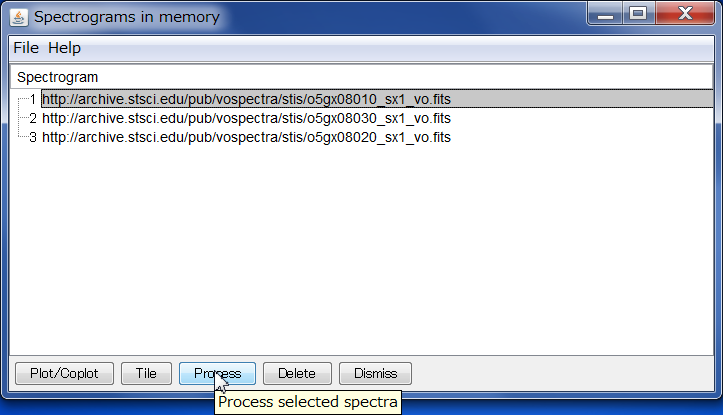 Spectrograms in memory
File Help
Spectrogram
1 http://archive.stsci.edu/pub/vospectra/stis/o5gx08010_sx1_vo.fits
2 http://archive.stsci.edu/pub/vospectra/stis/o5gx08030_sx1_vo.fits
3 http://archive.stsci.edu/pub/vospectra/stis/o5gx08020_sx1_vo.fits
Plot/Coplot Tile Process Delete Dismiss
Process selected spectra